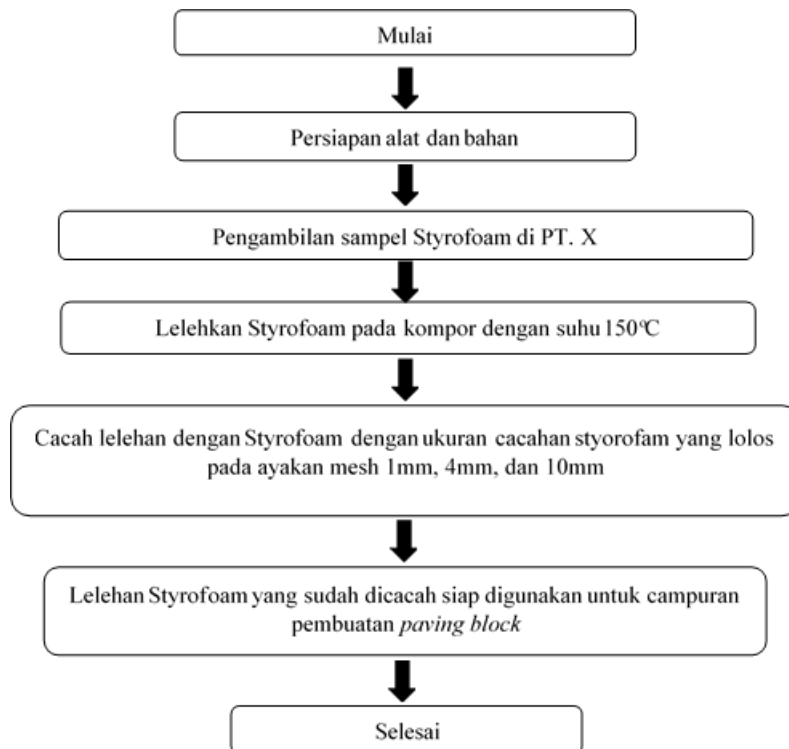 Mulai
Persiapan alat dan bahan
Pengambilan sampel Styrofoam di PT. X
Lelehkan Styrofoam pada kompor dengan suhu 150°C
Cacah lelehan dengan Styrofoam dengan ukuran cacahan styorofam yang lolos
pada ayakan mesh 1mm, 4mm, dan 10mm
Lelehan Styrofoam yang sudah dicacah siap digunakan untuk campuran
pembuatan paving block
Selesai